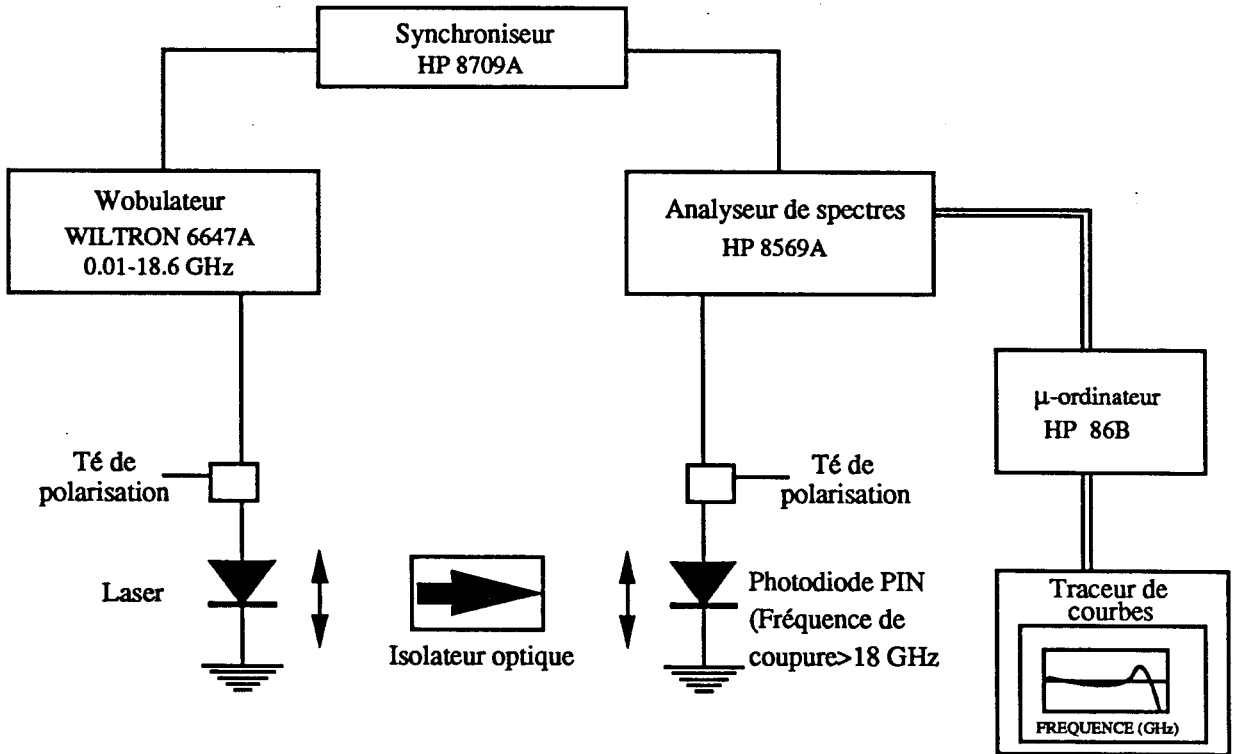 Synchroniseur
HP 8709A
Wobulateur
WILTRON 6647A
0.01-18.6 GHz
Analyseur de spectres
HP 8569A
µ-ordinateur
HP 86B
Té de
polarisation
Té de
polarisation
Laser
Isolateur optique
Photodiode PIN
(Fréquence de
coupure>18 GHz
Traceur de
courbes
FREQUENCE (GHz)